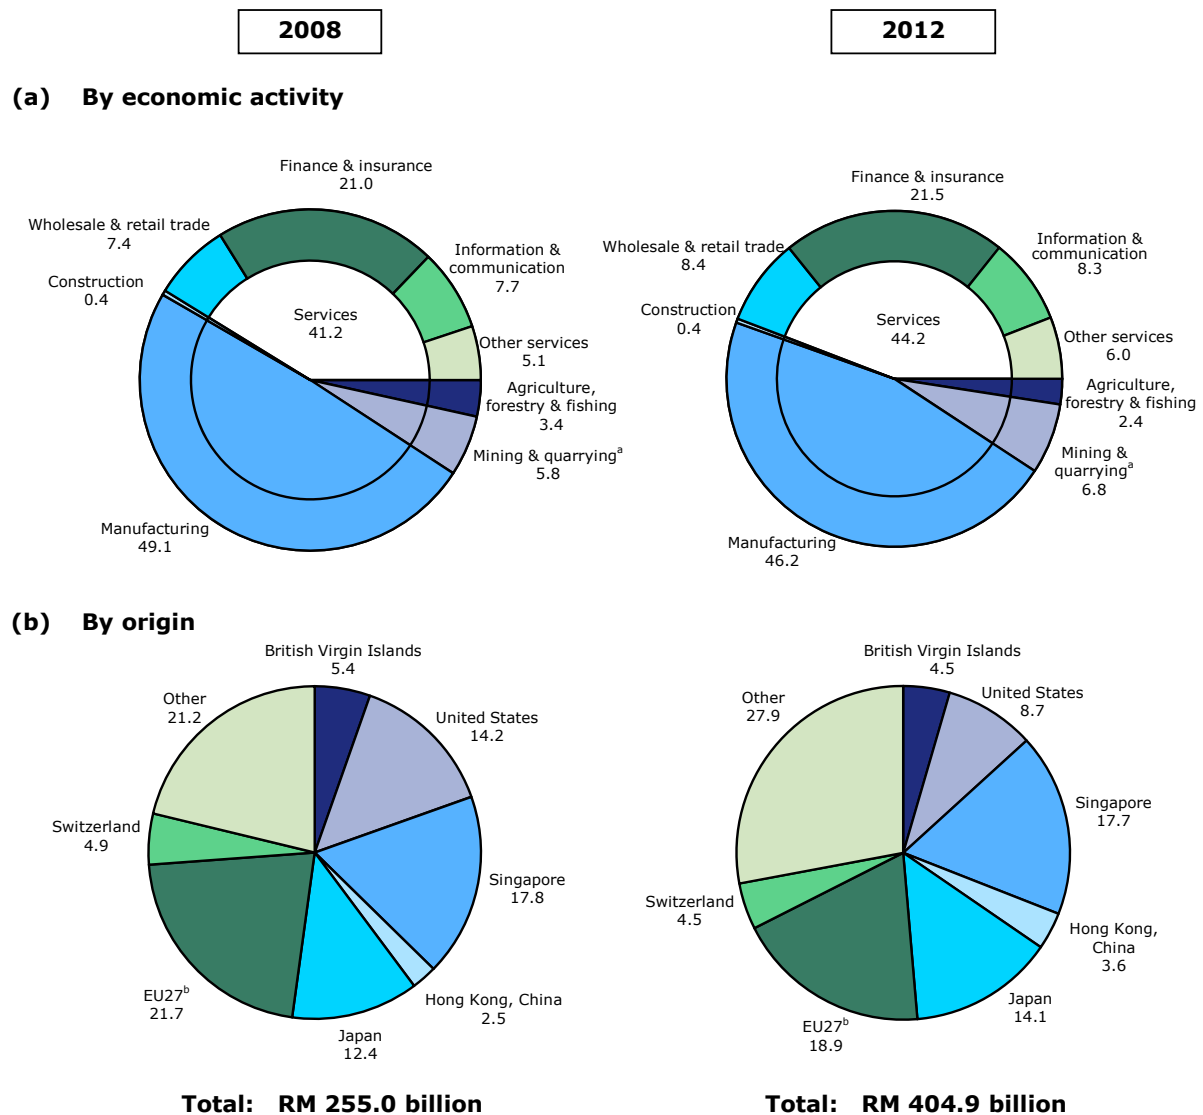 2008
2012
(a) By economic activity
Finance & insurance
21.0
Wholesale & retail trade
7.4
Information &
communication
7.7
Construction
0.4
Services
41.2
Other services
5.1
Agriculture,
forestry & fishing
3.4
Mining & quarryingᵃ
5.8
Manufacturing
49.1
Finance & insurance
21.5
Wholesale & retail trade
8.4
Information &
communication
8.3
Construction
0.4
Services
44.2
Other services
6.0
Agriculture,
forestry & fishing
2.4
Mining &
quarryingᵃ
6.8
Manufacturing
46.2
(b) By origin
British Virgin Islands
5.4
Other
21.2
United States
14.2
Switzerland
4.9
Singapore
17.8
EU27ᵇ
21.7
Hong Kong, China
2.5
Japan
12.4
British Virgin Islands
4.5
Other
27.9
United States
8.7
Singapore
17.7
Switzerland
4.5
Hong Kong,
China
3.6
Japan
14.1
EU27ᵇ
18.9
Total: RM 255.0 billion
Total: RM 404.9 billion